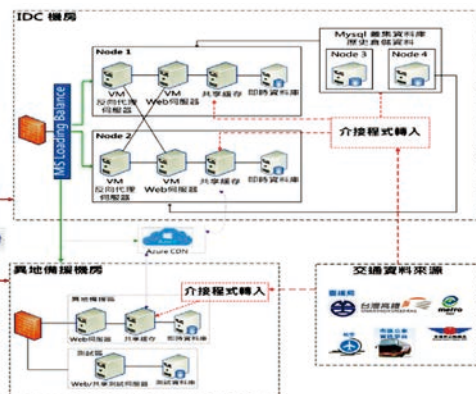 IDC 機房
Node 1
VM
反向代理
伺服器
VM
Web伺服器
共享緩存
即時資料庫
Mysql 叢集資料庫
歷史倉儲資料
Node 3
Node 4
MS Loading Balance
Node 2
VM
反向代理
伺服器
VM
Web伺服器
共享緩存
即時資料庫
介接程式轉入
Azure CDN
異地備援機房
異地備援區
介接程式轉入
Web伺服器
共享緩存
即時資料庫
測試區
Web/共享測試伺服器
測試資料庫
交通資料來源
台灣高鐵
metro